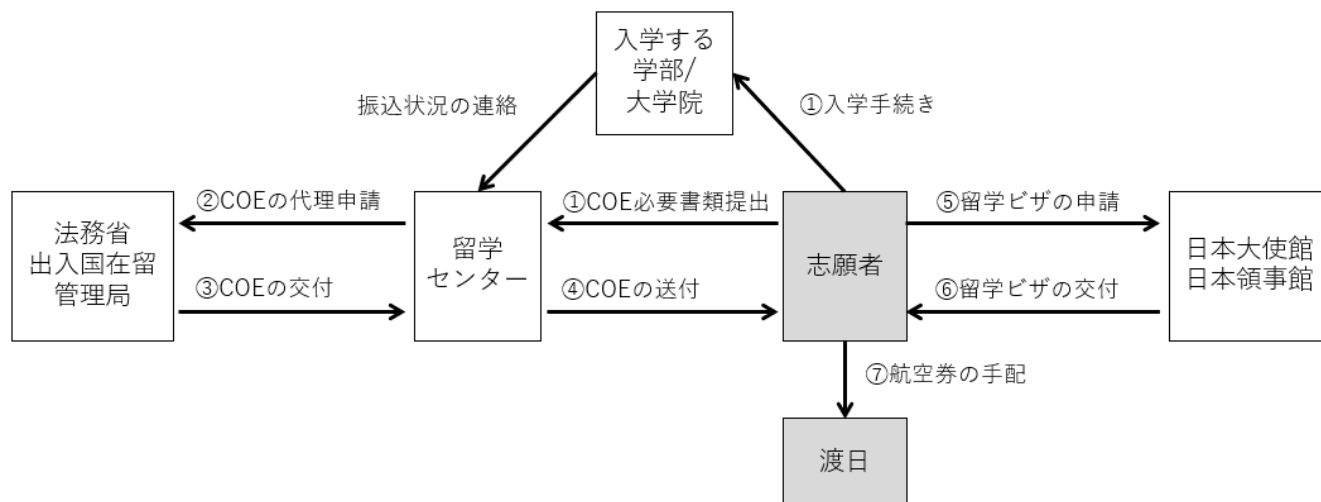 入学する
学部/
大学院
振込状況の連絡
①入学手続き
②COEの代理申請
①COE必要書類提出
⑤留学ビザの申請
法務省
出入国在留
管理局
留学
センター
志願者
日本大使館
日本領事館
③COEの交付
④COEの送付
⑥留学ビザの交付
⑦航空券の手配
渡日